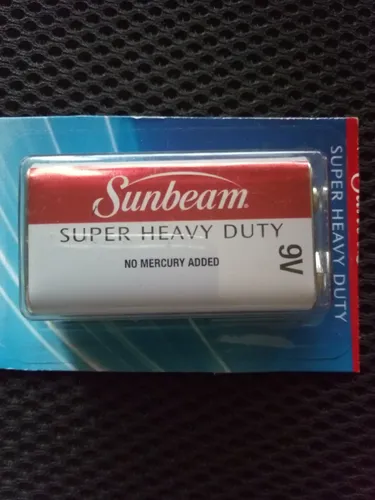 Sunbeam
SUPER HEAVY DUTY
NO MERCURY ADDED
9V
SUPER HEAVY DUTY